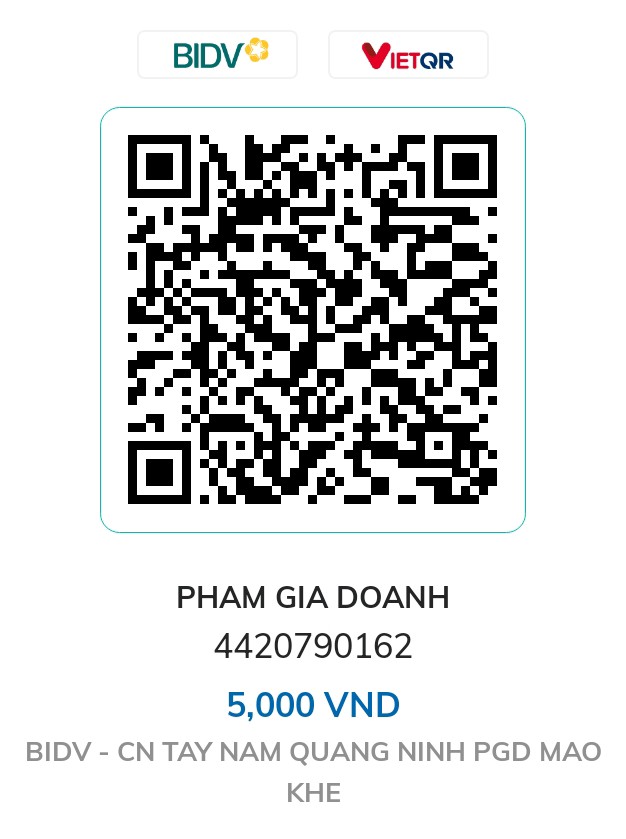 BIDV VIETQR
PHAM GIA DOANH
4420790162
5,000 VND
BIDV - CN TAY NAM QUANG NINH PGD MAO
KHE